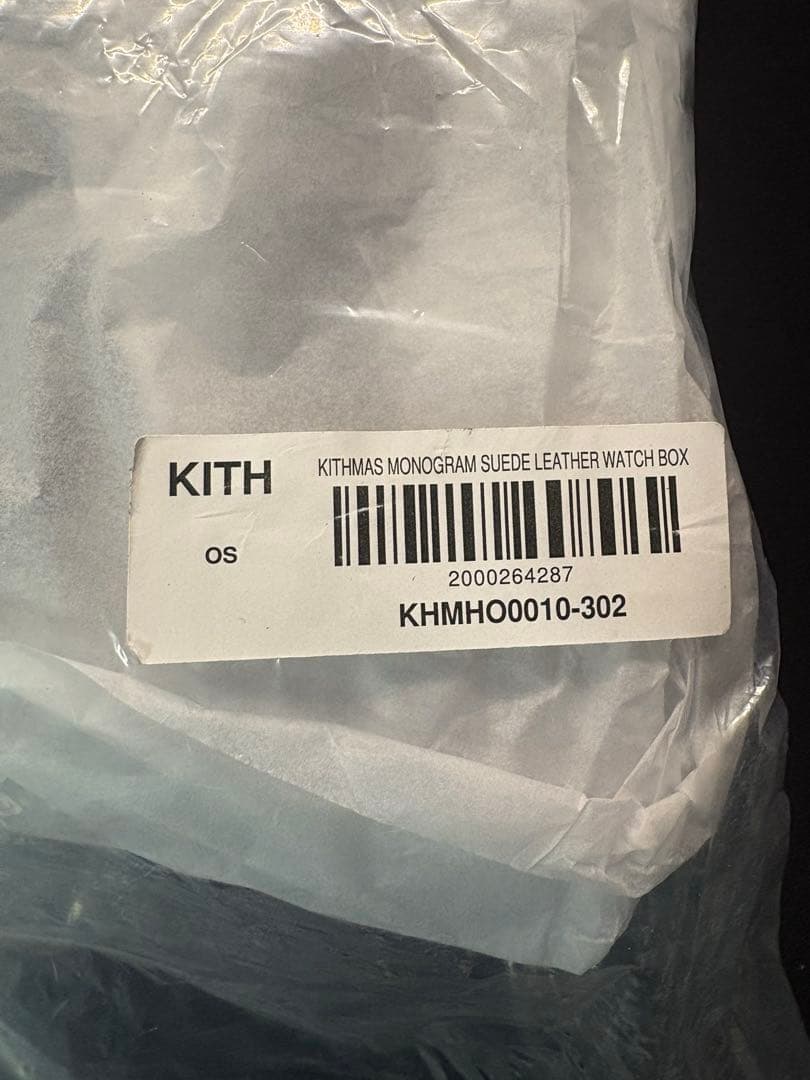 KITH
KITHMAS MONOGRAM SUEDE LEATHER WATCH BOX
OS
2000264287
KHMHO0010-302